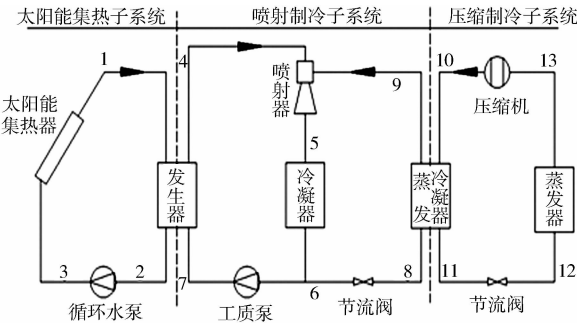 太阳能集热子系统
喷射制冷子系统
压缩制冷子系统
1
4
喷射器
9
10
13
压缩机
太阳能
集热器
5
发生器
冷凝器
蒸发
冷凝器
蒸发器
3
2
7
6
8
11
12
循环水泵
工质泵
节流阀
节流阀